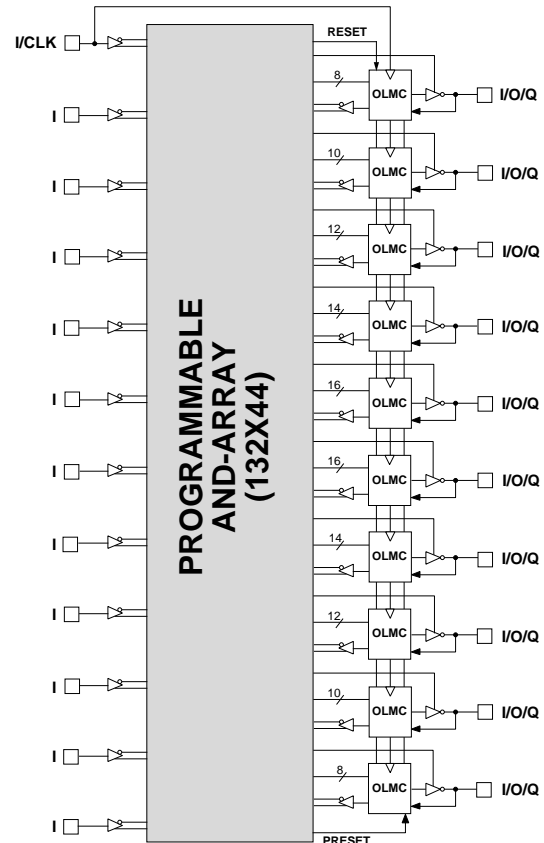 RESET
I/CLK
8
OLMC
I/O/Q
I
10
OLMC
I/O/Q
I
12
OLMC
I/O/Q
I
14
OLMC
I/O/Q
I
PROGRAMMABLE
AND-ARRAY
(132X44)
16
OLMC
I/O/Q
I
16
OLMC
I/O/Q
I
14
OLMC
I/O/Q
I
12
OLMC
I/O/Q
I
10
OLMC
I/O/Q
I
8
OLMC
I/O/Q
I
I
PRESET